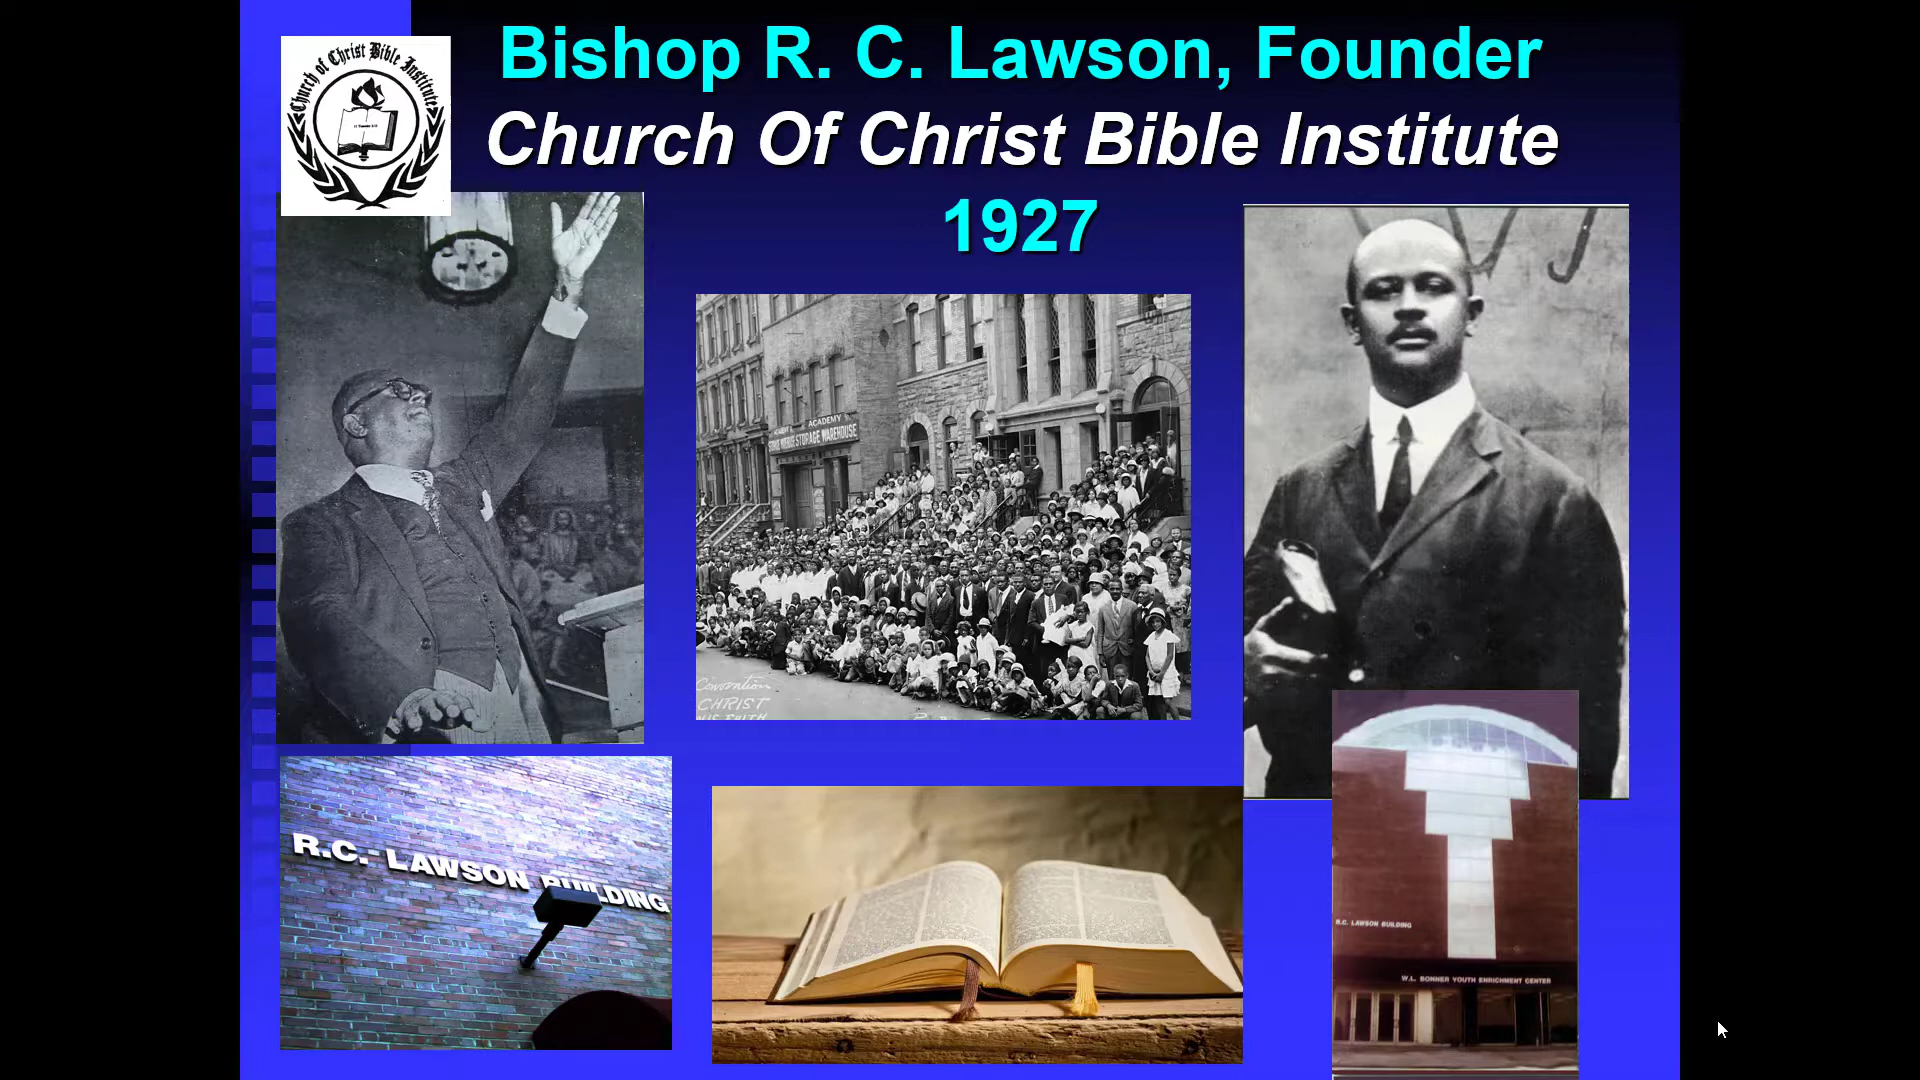 Bishop R. C. Lawson, Founder
Church Of Christ Bible Institute
1927
Church of Christ Bible Institute
ACADEMY
STORAGE WAREHOUSE
Convention
CHRIST
R.C. LAWSON BUILDING
R.C. LAWSON BUILDING
W.L. BONNER YOUTH ENRICHMENT CENTER